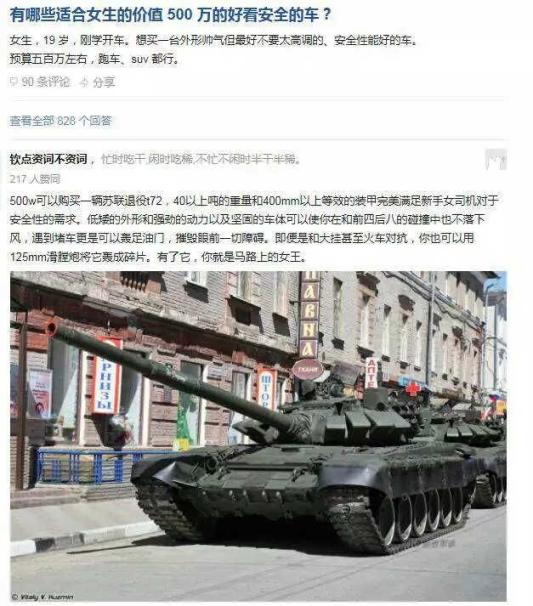 有哪些适合女生的价值 500 万的好看安全的车？
女生，19 岁，刚学开车。想买一台外形帅气但最好不要太高调的、安全性能好的车。
预算五百万左右，跑车、suv 都行。
90 条评论 分享
查看全部 828 个回答
钦点资词不资词，忙时吃干,闲时吃稀,不忙不闲时半干半稀。
217 人赞同
500w可以购买一辆苏联退役t72，40以上吨的重量和400mm以上等效的装甲完美满足新手女司机对于
安全性的需求。低矮的外形和强劲的动力以及坚固的车体可以使你在和前四后八的碰撞中也不落下
风，遇到堵车更是可以轰足油门，摧毁眼前一切障碍。即便是和大挂甚至火车对抗，你也可以用
125mm滑膛炮将它轰成碎片。有了它，你就是马路上的女王。
ПАРНА
ТКАНИ
РНИЗЫ
ШТОР
АПТЕ
© Vitaly V. Kuzmin